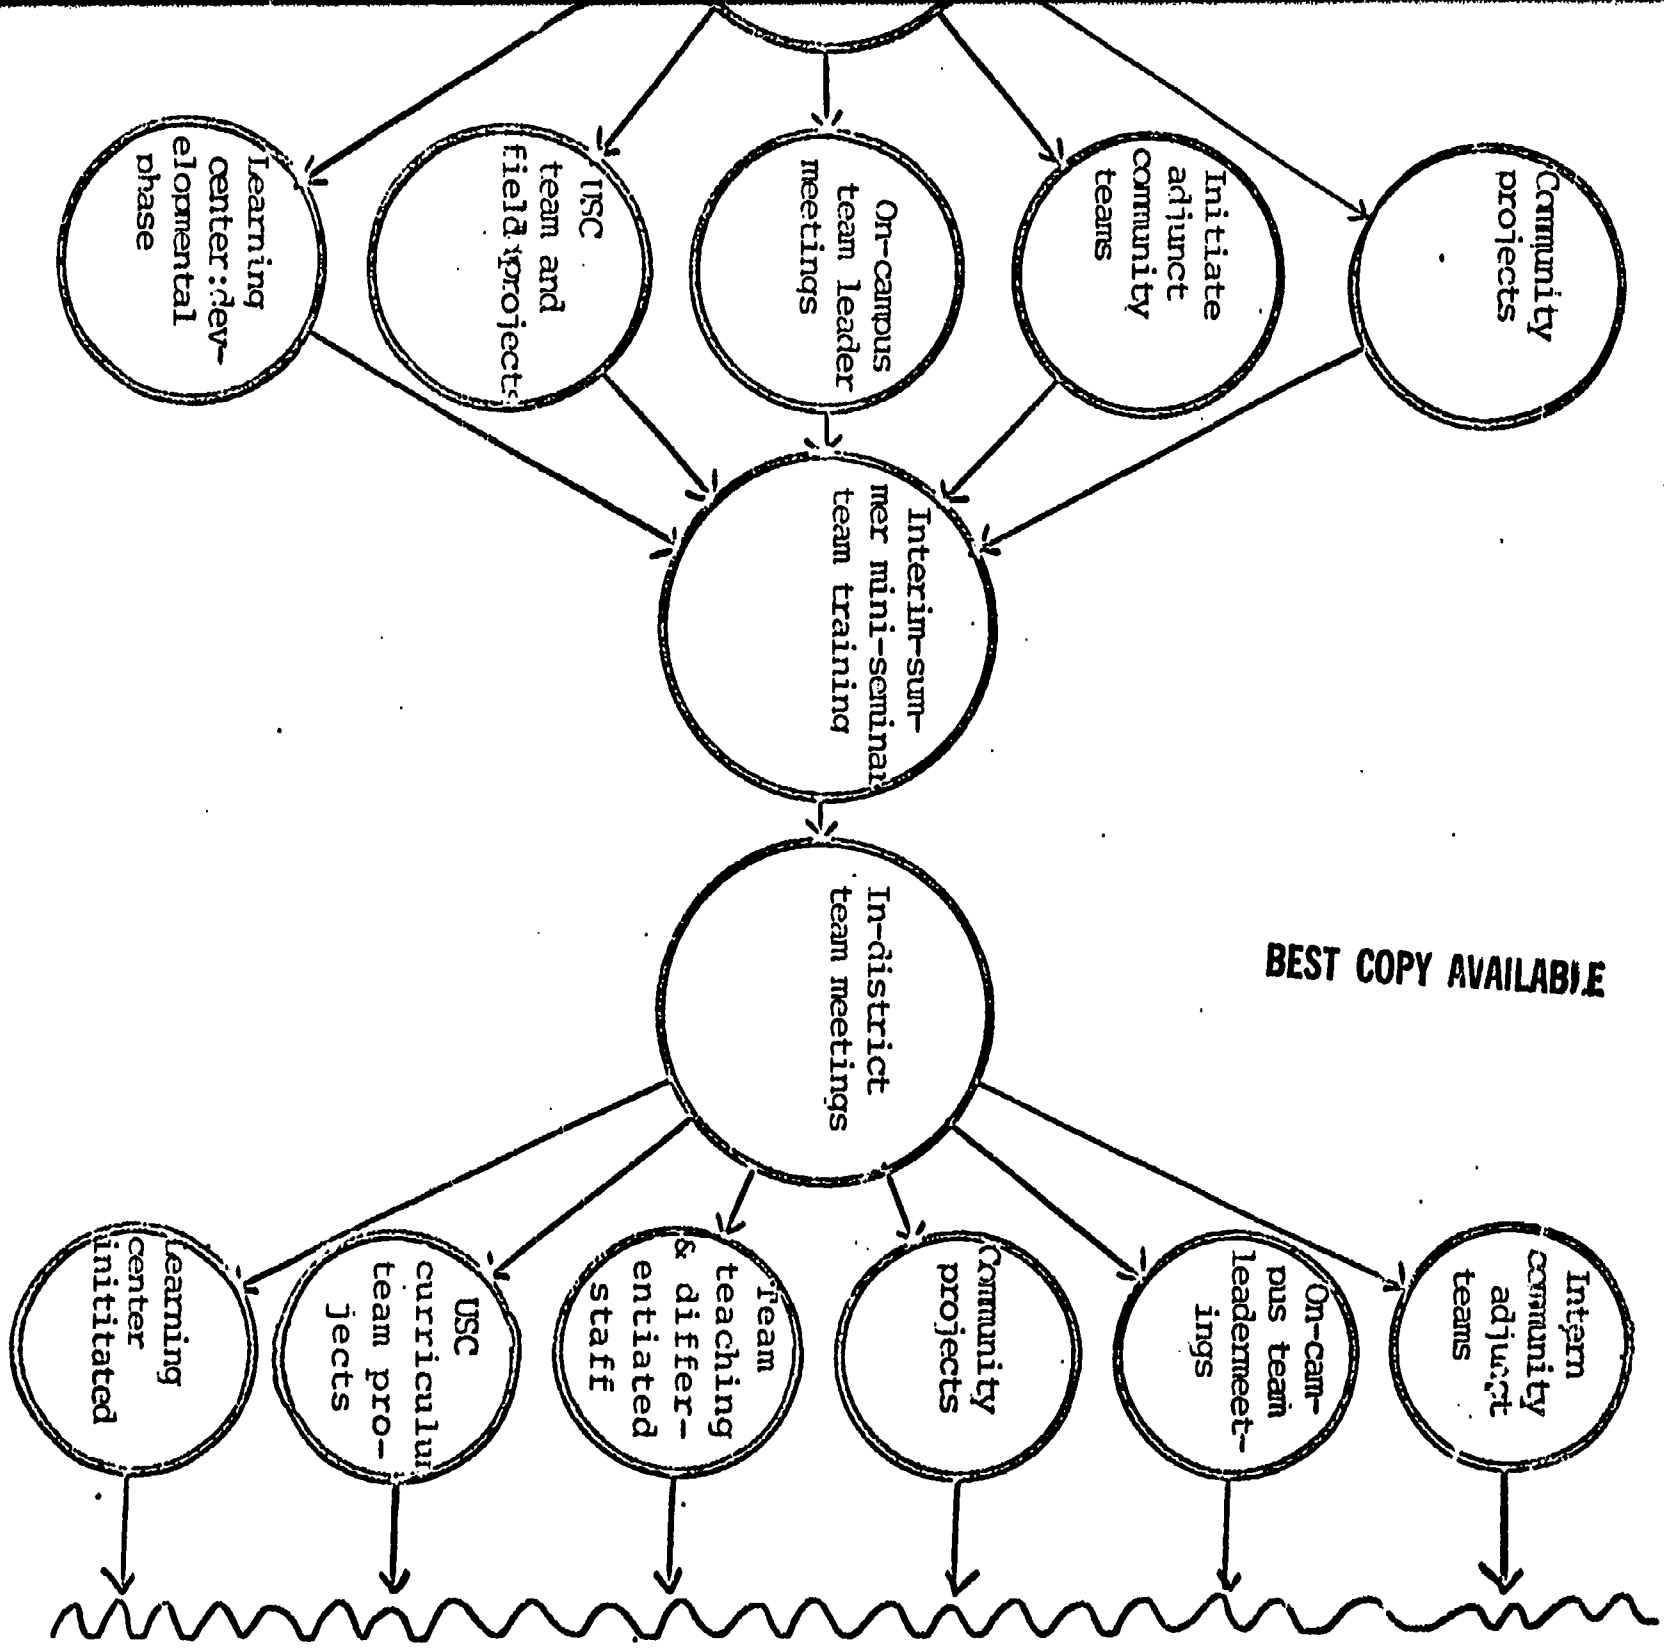 Community
projects
Initiate
adjunct
community
teams
On-campus
team leader
meetings
USC
team and
field projects
Learning
center:dev-
elopmental
phase
Interim-sum-
mer mini-seminar
team training
In-district
team meetings
BEST COPY AVAILABLE
Intern
community
adjunct
teams
On-cam-
pus team
leadermeet-
ings
Community
projects
Team
teaching
& differ-
entiated
staff
USC
curriculum
team pro-
jects
Learning
center
inititated